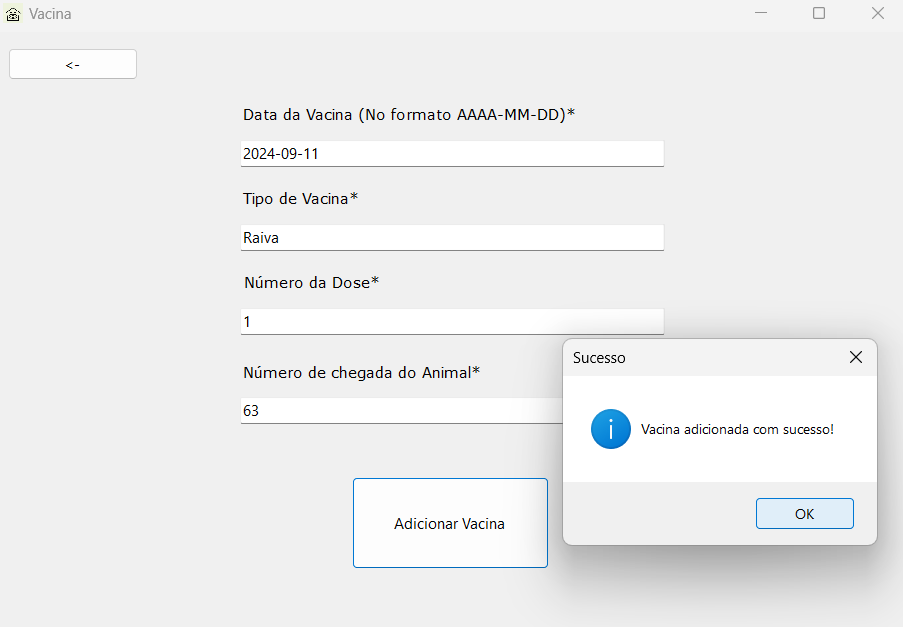 Vacina
<-
Data da Vacina (No formato AAAA-MM-DD)*
2024-09-11
Tipo de Vacina*
Raiva
Número da Dose*
1
Número de chegada do Animal*
63
Adicionar Vacina
Sucesso
Vacina adicionada com sucesso!
OK